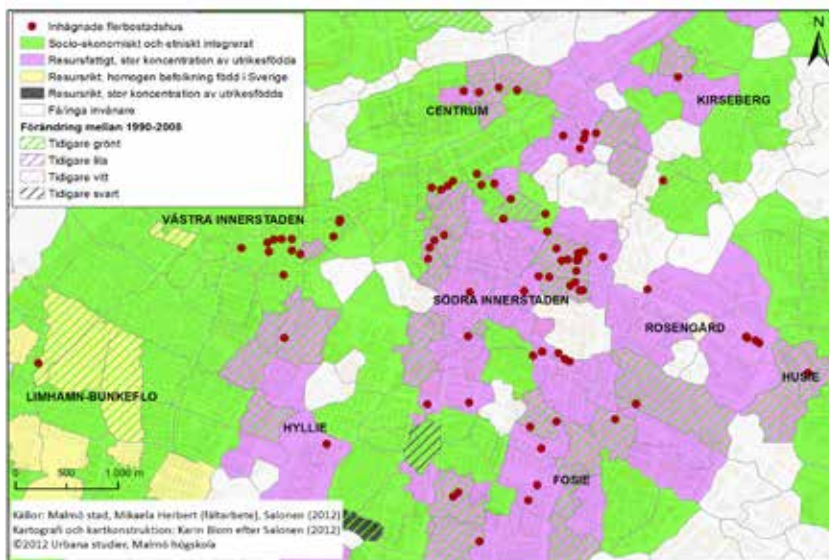 Inhägnade flerbostadshus
Socio-ekonomiskt och etniskt integrerat
Resursfattigt, stor koncentration av utrikesfödda
Resursrikt, homogen befolkning född i Sverige
Resursrikt, stor koncentration av utrikesfödda
Få/inga invånare
Förändring mellan 1990-2008
Tidigare grönt
Tidigare lila
Tidigare vitt
Tidigare svart
N
CENTRUM
KIRSEBERG
VÄSTRA INNERSTADEN
SÖDRA INNERSTADEN
ROSENGÅRD
HUSIE
LIMHAMN-BUNKEFLO
HYLLIE
FOSIE
0 500 1 000 m
Källor: Malmö stad, Mikaela Herbert (fältarbete), Salonen (2012)
Kartografi och kartkonstruktion: Karin Blom efter Salonen (2012)
©2012 Urbana studier, Malmö högskola